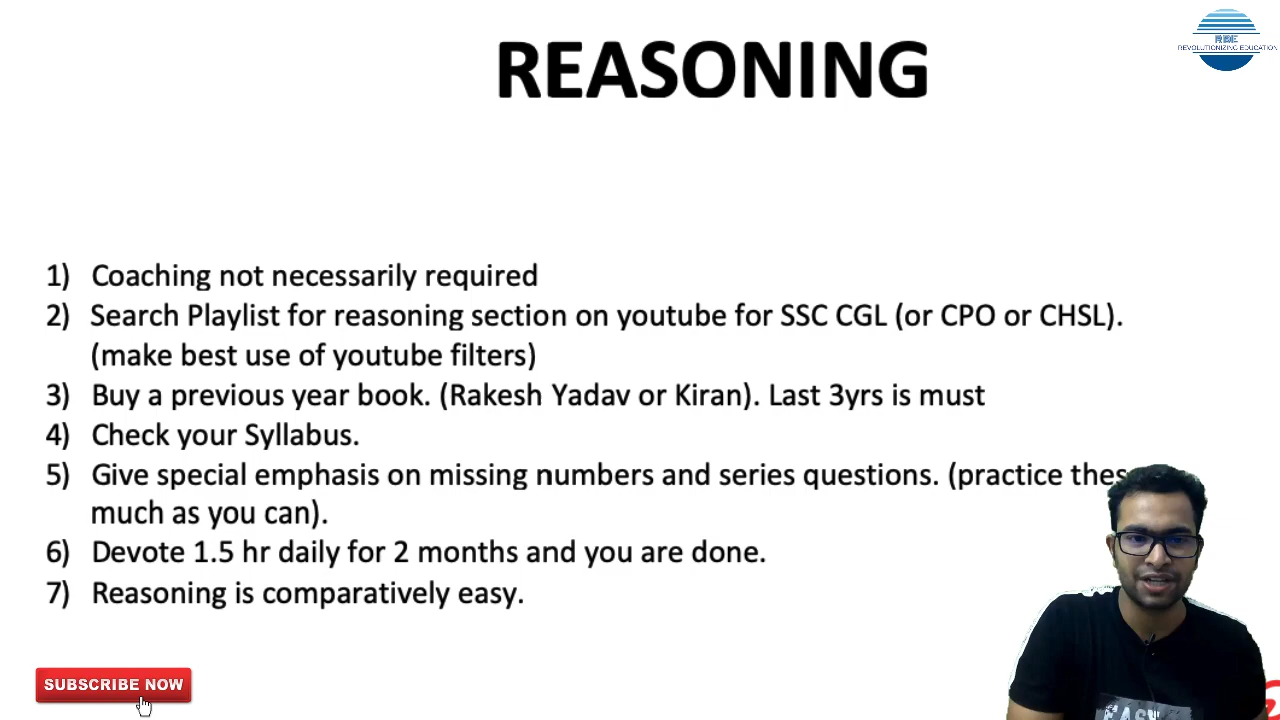 RBE
REVOLUTIONIZING EDUCATION
REASONING
1) Coaching not necessarily required
2) Search Playlist for reasoning section on youtube for SSC CGL (or CPO or CHSL).
(make best use of youtube filters)
3) Buy a previous year book. (Rakesh Yadav or Kiran). Last 3yrs is must
4) Check your Syllabus.
5) Give special emphasis on missing numbers and series questions. (practice thes
much as you can).
6) Devote 1.5 hr daily for 2 months and you are done.
7) Reasoning is comparatively easy.
SUBSCRIBE NOW